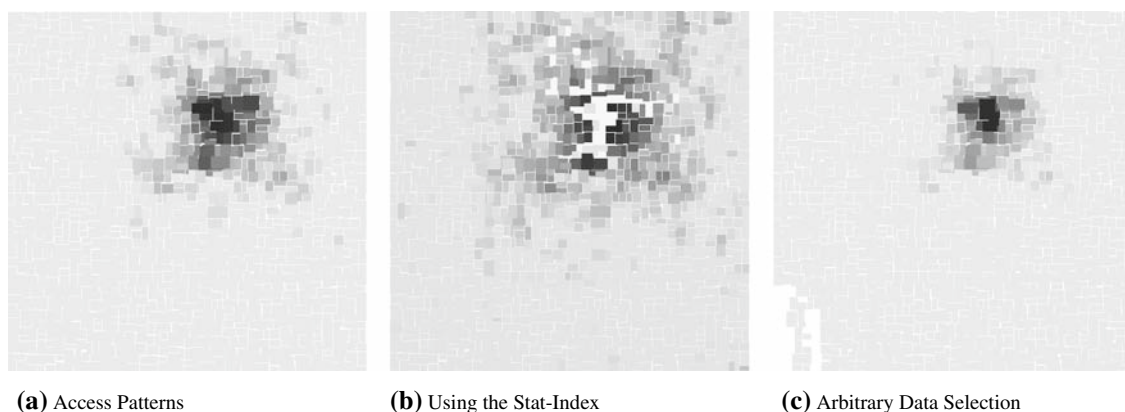 (a) Access Patterns (b) Using the Stat-Index (c) Arbitrary Data Selection